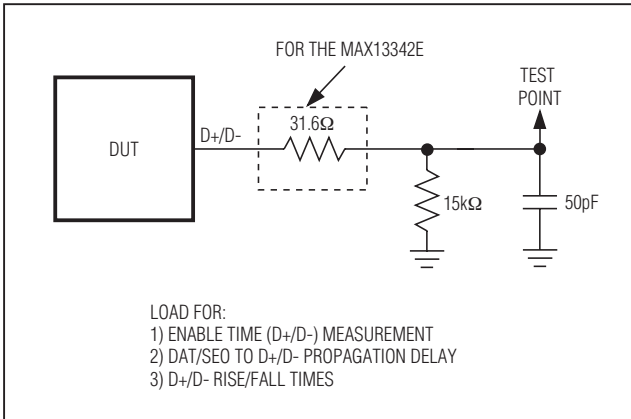 FOR THE MAX13342E
TEST
POINT
31.6Ω
D+/D-
DUT
15kΩ
50pF
LOAD FOR:
1) ENABLE TIME (D+/D-) MEASUREMENT
2) DAT/SEO TO D+/D- PROPAGATION DELAY
3) D+/D- RISE/FALL TIMES